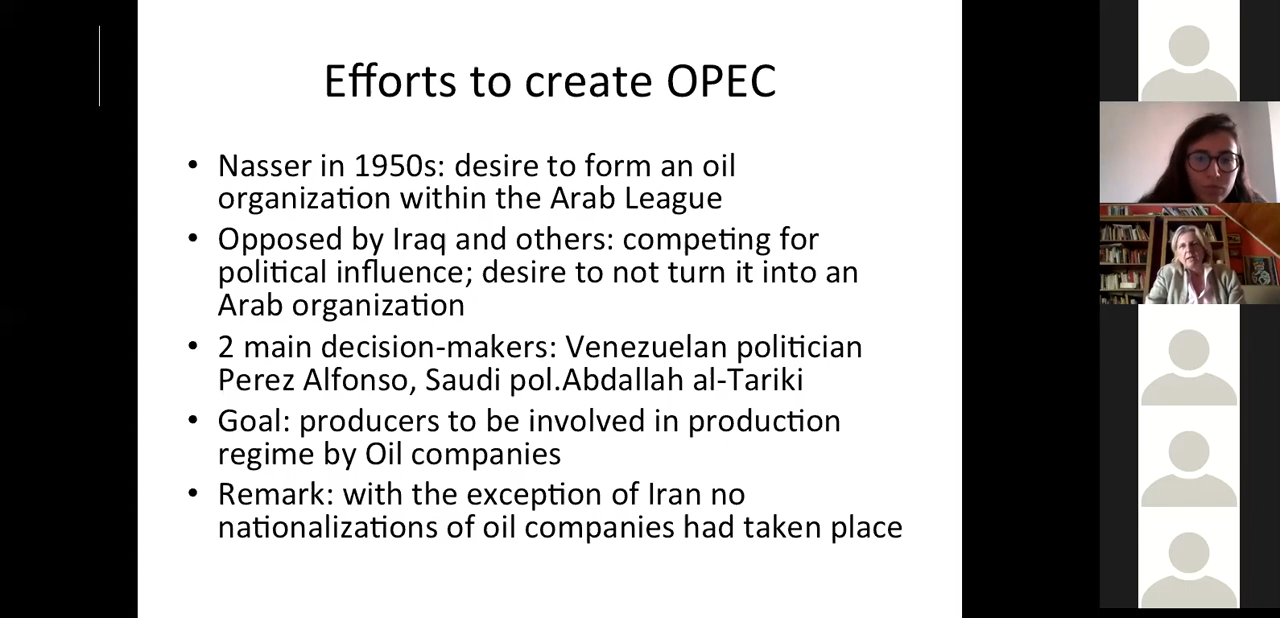 Efforts to create OPEC
• Nasser in 1950s: desire to form an oil
organization within the Arab League
• Opposed by Iraq and others: competing for
political influence; desire to not turn it into an
Arab organization
• 2 main decision-makers: Venezuelan politician
Perez Alfonso, Saudi pol.Abdallah al-Tariki
• Goal: producers to be involved in production
regime by Oil companies
• Remark: with the exception of Iran no
nationalizations of oil companies had taken place